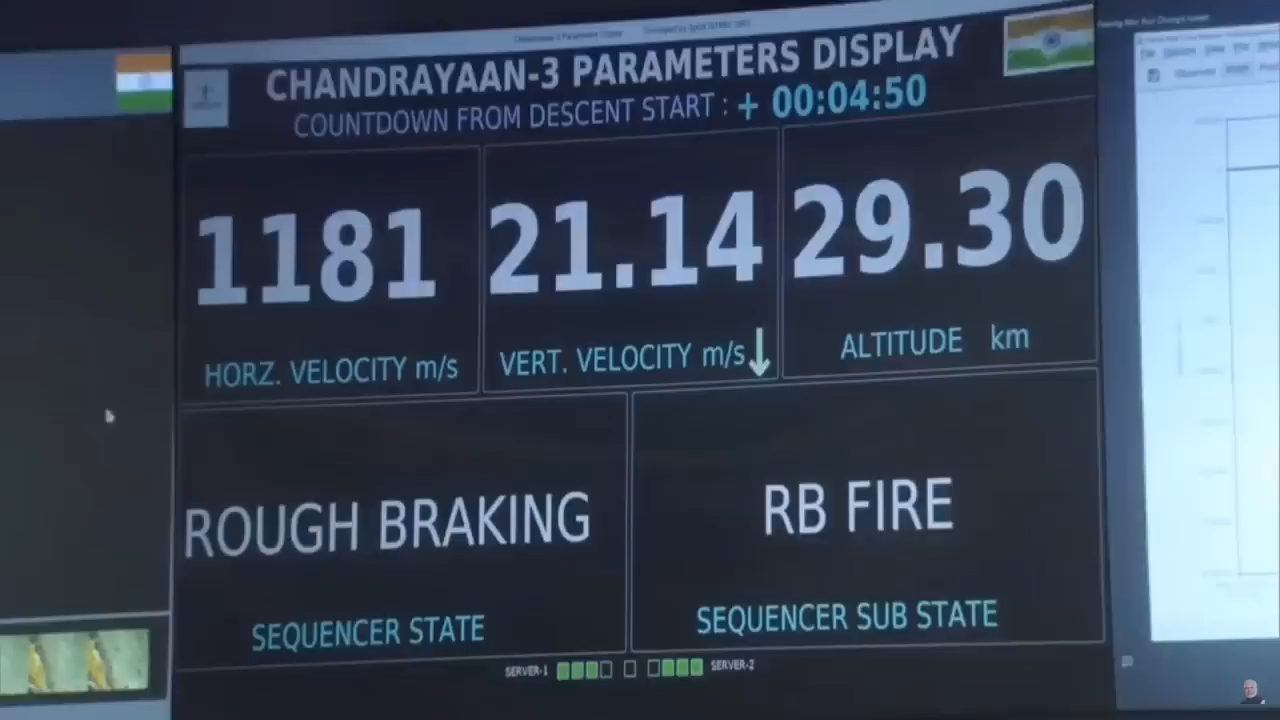 CHANDRAYAAN-3 PARAMETERS DISPLAY
COUNTDOWN FROM DESCENT START : + 00:04:50
1181
HORZ. VELOCITY m/s
21.14
VERT. VELOCITY m/s↓
29.30
ALTITUDE km
ROUGH BRAKING
SEQUENCER STATE
RB FIRE
SEQUENCER SUB STATE
SERVER-1
SERVER-2